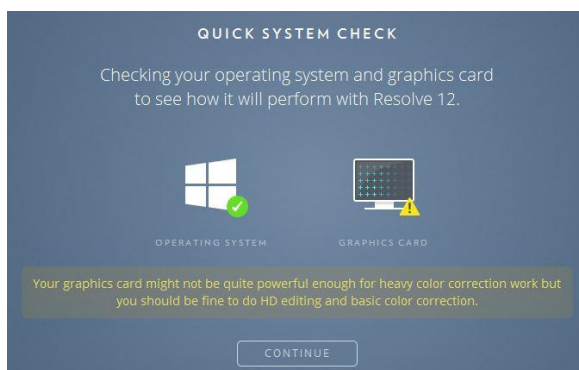 QUICK SYSTEM CHECK
Checking your operating system and graphics card
to see how it will perform with Resolve 12.
OPERATING SYSTEM
GRAPHICS CARD
Your graphics card might not be quite powerful enough for heavy color correction work but
you should be fine to do HD editing and basic color correction.
CONTINUE